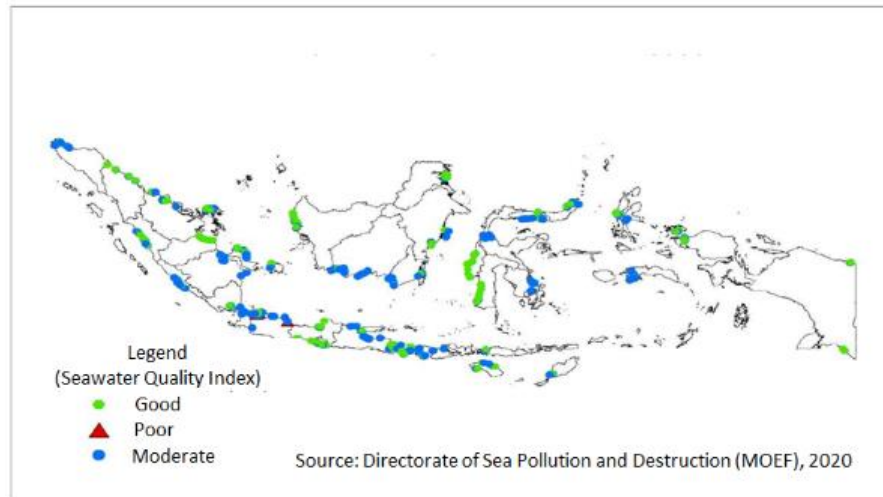 Legend
(Seawater Quality Index)
Good
Poor
Moderate
Source: Directorate of Sea Pollution and Destruction (MOEF), 2020